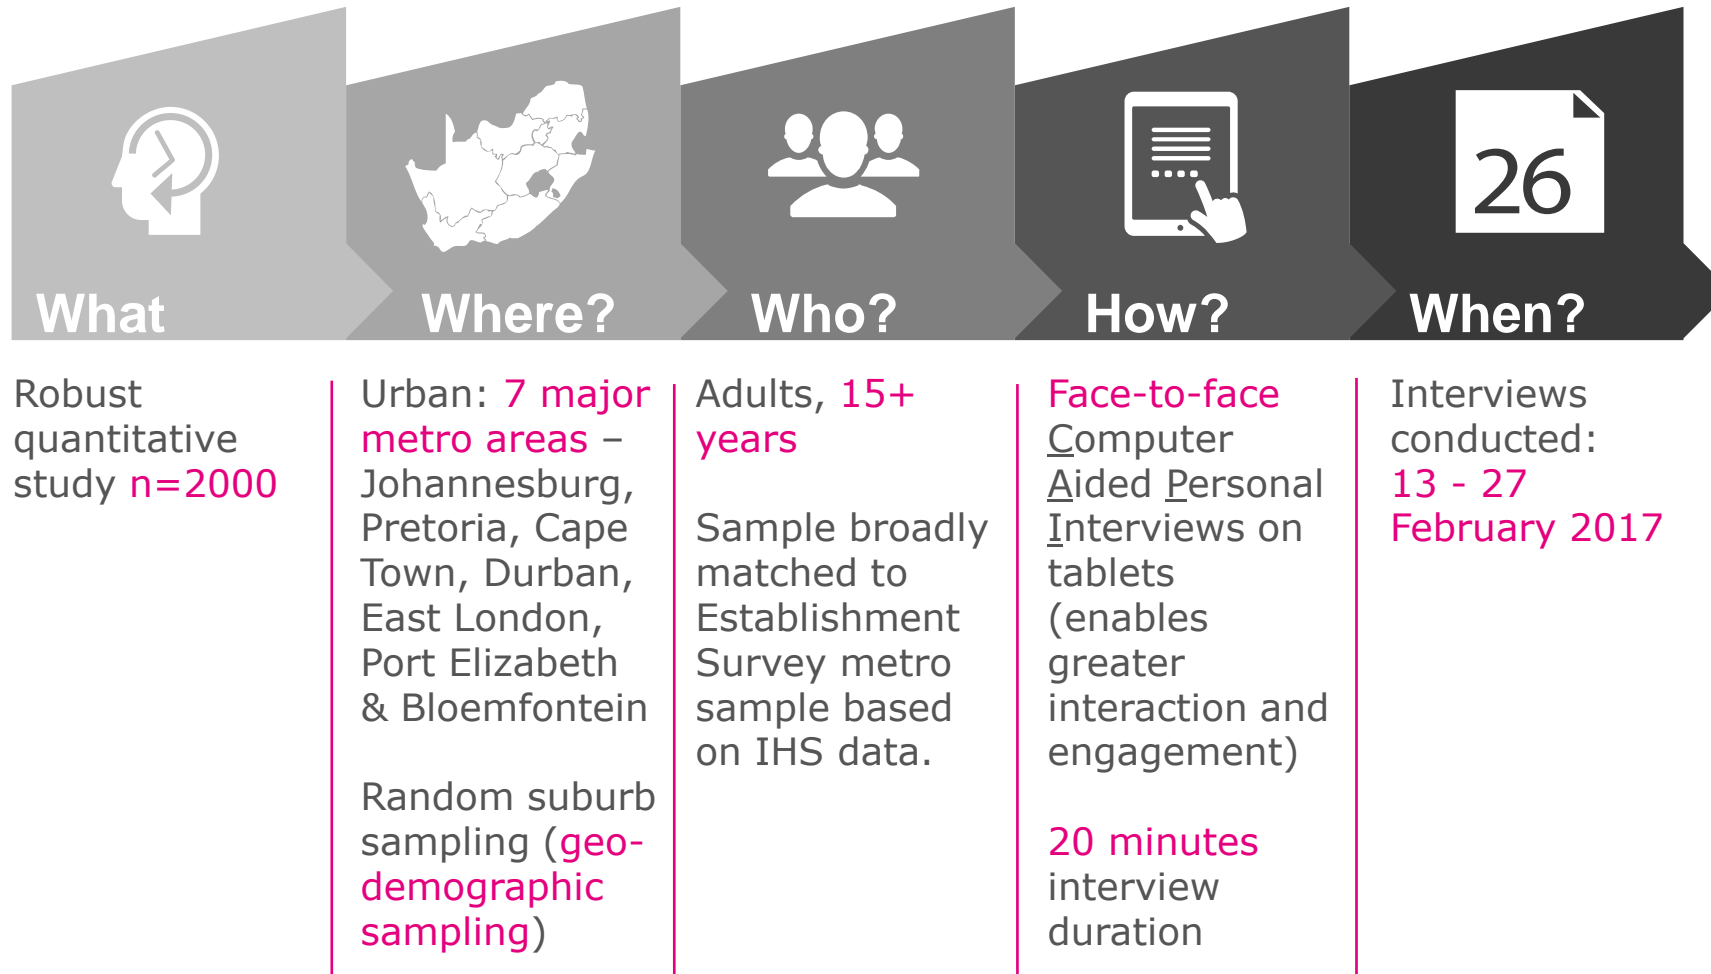 26
What
Where?
Who?
How?
When?
Robust
quantitative
study n=2000
Urban: 7 major
metro areas –
Johannesburg,
Pretoria, Cape
Town, Durban,
East London,
Port Elizabeth
& Bloemfontein
Random suburb
sampling (geo-
demographic
sampling)
Adults, 15+
years
Sample broadly
matched to
Establishment
Survey metro
sample based
on IHS data.
Face-to-face
Computer
Aided Personal
Interviews on
tablets
(enables
greater
interaction and
engagement)
20 minutes
interview
duration
Interviews
conducted:
13 - 27
February 2017